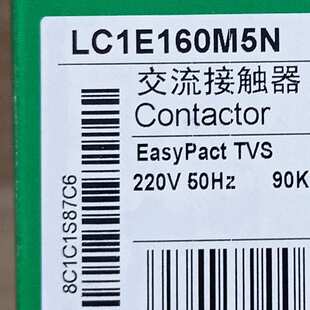 LC1E160M5N
交流接触器
Contactor
EasyPact TVS
220V 50Hz 90K
8C1C1S87C6